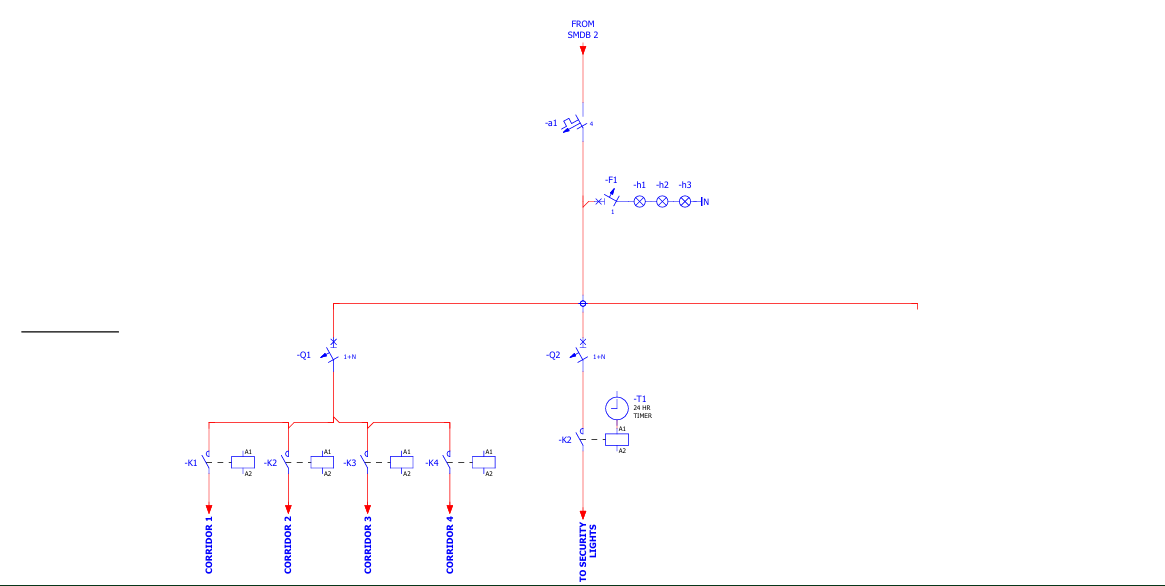 FROM
SMDB 2
-a1
4
-F1
-h1
-h2
-h3
1
N
-Q1
1+N
-Q2
1+N
-T1
24 HR
TIMER
A1
-K2
A2
-K1
A1
A2
-K2
A1
A2
-K3
A1
A2
-K4
A1
A2
CORRIDOR 1
CORRIDOR 2
CORRIDOR 3
CORRIDOR 4
TO SECURITY
LIGHTS